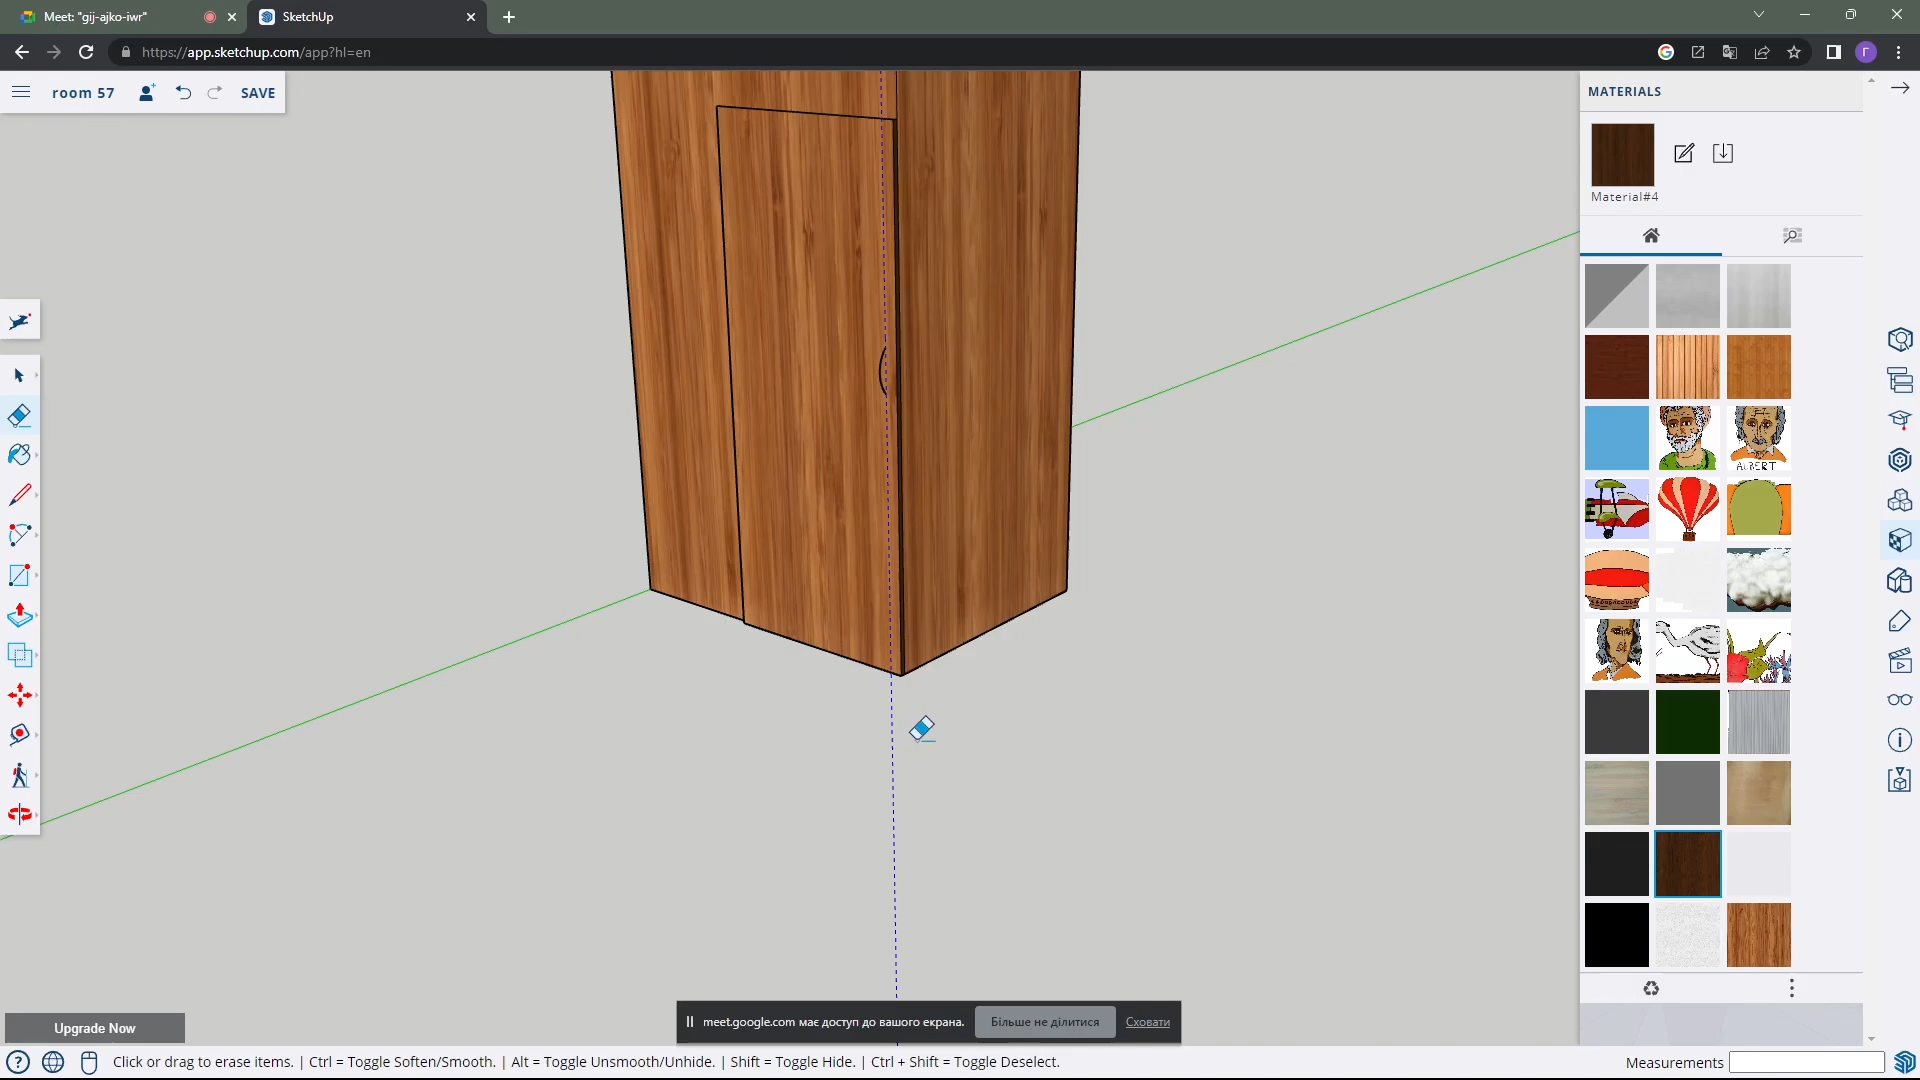 Meet: "gij-ajko-iwr"
SketchUp
https://app.sketchup.com/app?hl=en
Г
room 57
SAVE
MATERIALS
Material#4
ALBERT
Upgrade Now
meet.google.com має доступ до вашого екрана.
Більше не ділитися
Сховати
Click or drag to erase items. | Ctrl = Toggle Soften/Smooth. | Alt = Toggle Unsmooth/Unhide. | Shift = Toggle Hide. | Ctrl + Shift = Toggle Deselect.
Measurements